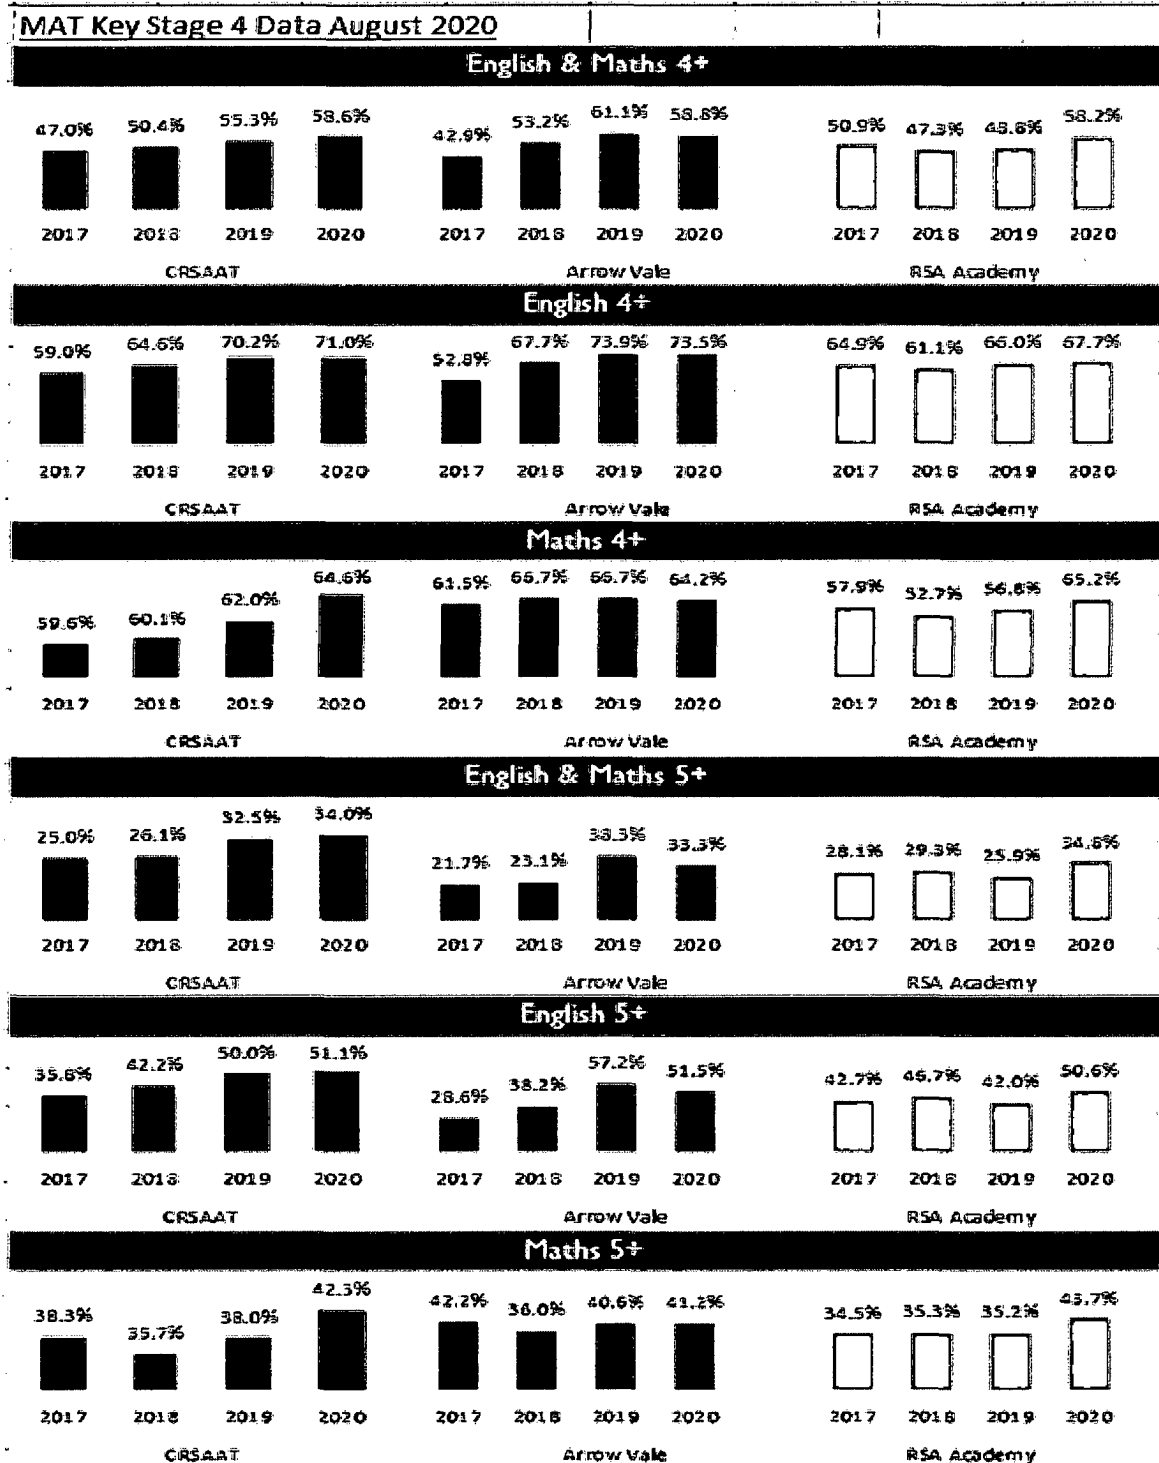 MAT Key Stage 4 Data August 2020
English & Maths 4+
47.0% 50.4% 55.3% 58.6% 42.9% 53.2% 61.1% 58.8% 50.9% 47.3% 48.8% 58.2%
2017 2018 2019 2020 2017 2018 2019 2020 2017 2018 2019 2020
CRSAAT Arrow Vale RSA Academy
English 4+
59.0% 64.6% 70.2% 71.0% 52.8% 67.7% 73.9% 73.5% 64.9% 61.1% 66.0% 67.7%
2017 2018 2019 2020 2017 2018 2019 2020 2017 2018 2019 2020
CRSAAT Arrow Vale RSA Academy
Maths 4+
59.6% 60.1% 62.0% 64.6% 61.5% 66.7% 66.7% 64.2% 57.9% 52.7% 56.8% 65.2%
2017 2018 2019 2020 2017 2018 2019 2020 2017 2018 2019 2020
CRSAAT Arrow Vale RSA Academy
English & Maths 5+
25.0% 26.1% 32.5% 34.0% 21.7% 23.1% 38.3% 33.3% 28.1% 29.3% 25.9% 34.8%
2017 2018 2019 2020 2017 2018 2019 2020 2017 2018 2019 2020
CRSAAT Arrow Vale RSA Academy
English 5+
35.8% 42.2% 50.0% 51.1% 28.6% 38.2% 57.2% 51.5% 42.7% 46.7% 42.0% 50.6%
2017 2018 2019 2020 2017 2018 2019 2020 2017 2018 2019 2020
CRSAAT Arrow Vale RSA Academy
Maths 5+
38.3% 35.7% 38.0% 42.3% 42.2% 36.0% 40.6% 41.2% 34.5% 35.3% 35.2% 43.7%
2017 2018 2019 2020 2017 2018 2019 2020 2017 2018 2019 2020
CRSAAT Arrow Vale RSA Academy